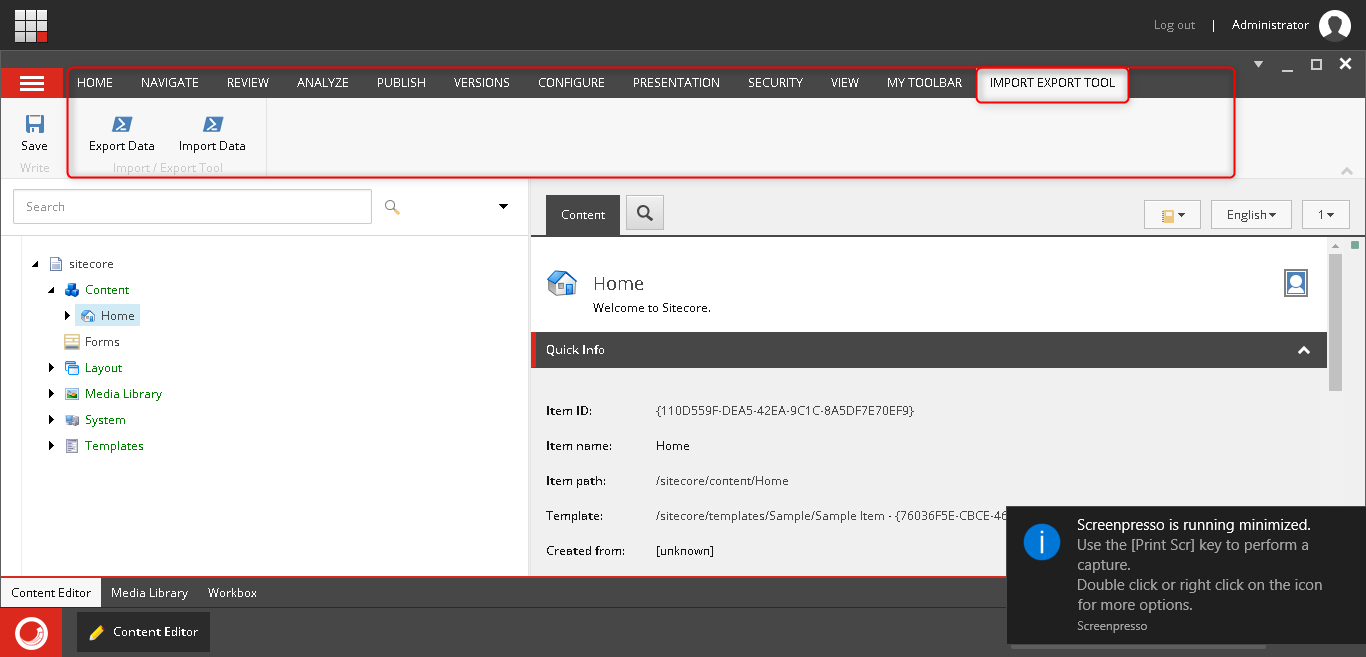 Log out | Administrator
HOME NAVIGATE REVIEW ANALYZE PUBLISH VERSIONS CONFIGURE PRESENTATION SECURITY VIEW MY TOOLBAR IMPORT EXPORT TOOL
Save Export Data Import Data
Write Import / Export Tool
Search
Content English 1
sitecore
Content
Home
Forms
Layout
Media Library
System
Templates
Home
Welcome to Sitecore.
Quick Info
Item ID: {110D559F-DEA5-42EA-9C1C-8A5DF7E70EF9}
Item name: Home
Item path: /sitecore/content/Home
Template: /sitecore/templates/Sample/Sample Item - {76036F5E-CBCE-46
Created from: [unknown]
Screenpresso is running minimized.
Use the [Print Scr] key to perform a
capture.
Double click or right click on the icon
for more options.
Screenpresso
Content Editor Media Library Workbox
Content Editor